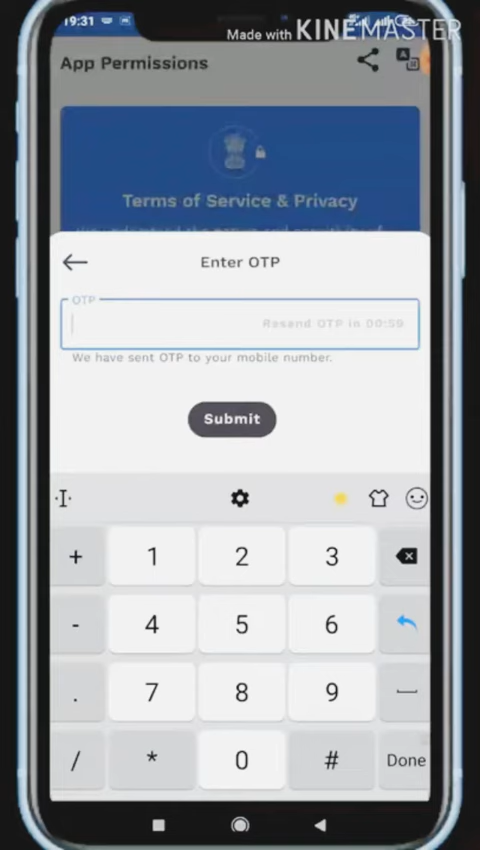 19:31
Made with KINEMASTER
App Permissions
Terms of Service & Privacy
Enter OTP
OTP
Resend OTP in 00:59
We have sent OTP to your mobile number.
Submit
+ 1 2 3
- 4 5 6
. 7 8 9
/ * 0 # Done